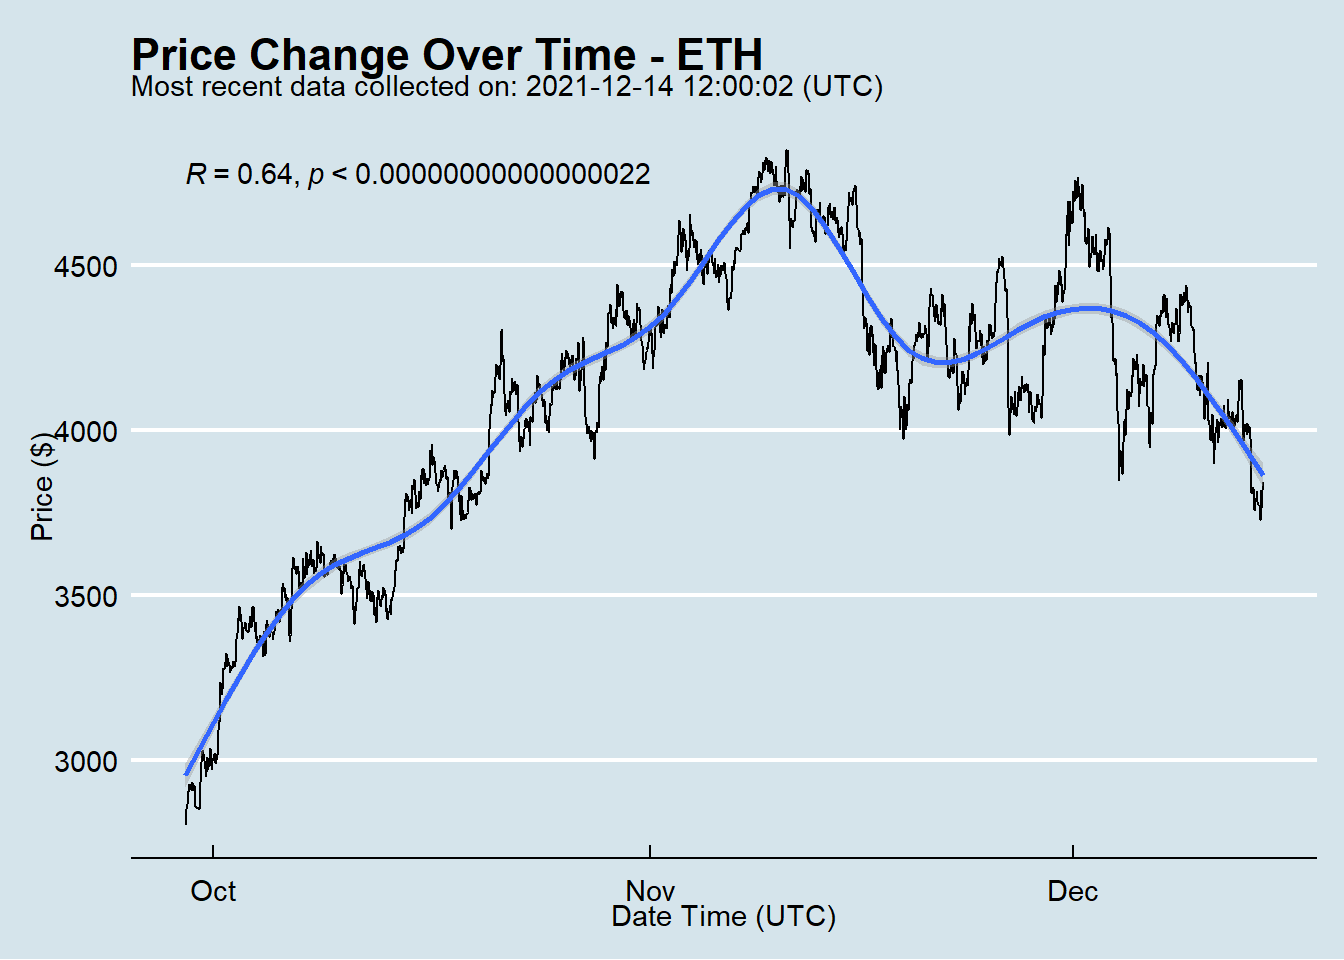 Price Change Over Time - ETH
Most recent data collected on: 2021-12-14 12:00:02 (UTC)
R = 0.64, p < 0.00000000000000022
4500
4000
3500
3000
Price ($)
Oct
Nov
Dec
Date Time (UTC)